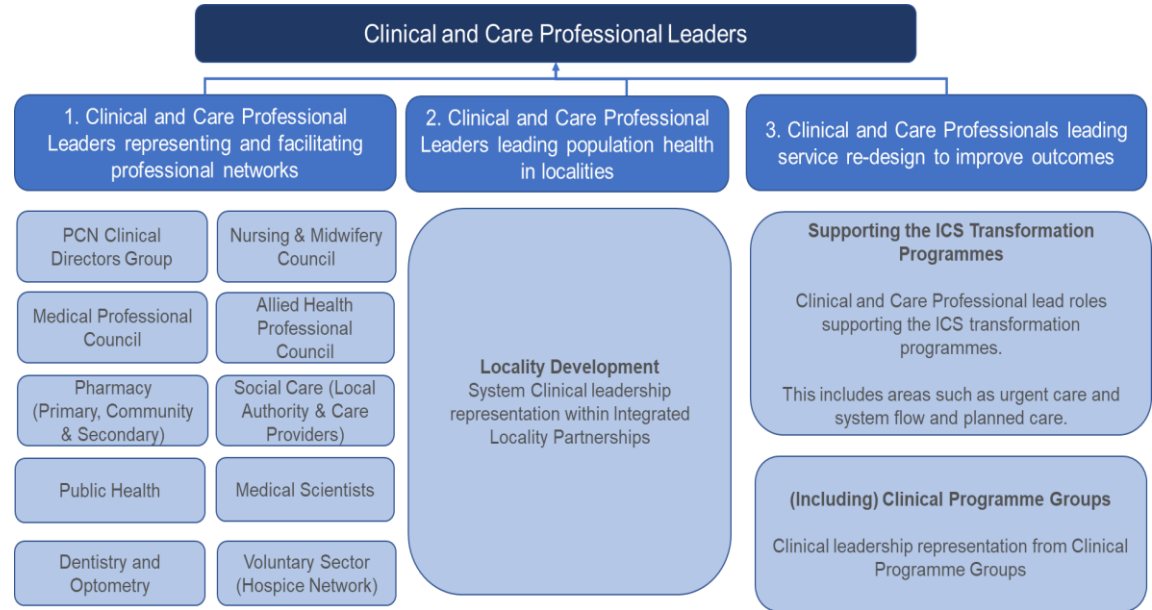 Clinical and Care Professional Leaders
1. Clinical and Care Professional
Leaders representing and facilitating
professional networks
2. Clinical and Care Professional
Leaders leading population health
in localities
3. Clinical and Care Professionals leading
service re-design to improve outcomes
PCN Clinical
Directors Group
Nursing & Midwifery
Council
Medical Professional
Council
Allied Health
Professional
Council
Pharmacy
(Primary, Community
& Secondary)
Social Care (Local
Authority & Care
Providers)
Public Health
Medical Scientists
Dentistry and
Optometry
Voluntary Sector
(Hospice Network)
Locality Development
System Clinical leadership
representation within Integrated
Locality Partnerships
Supporting the ICS Transformation
Programmes
Clinical and Care Professional lead roles
supporting the ICS transformation
programmes.
This includes areas such as urgent care and
system flow and planned care.
(Including) Clinical Programme Groups
Clinical leadership representation from Clinical
Programme Groups